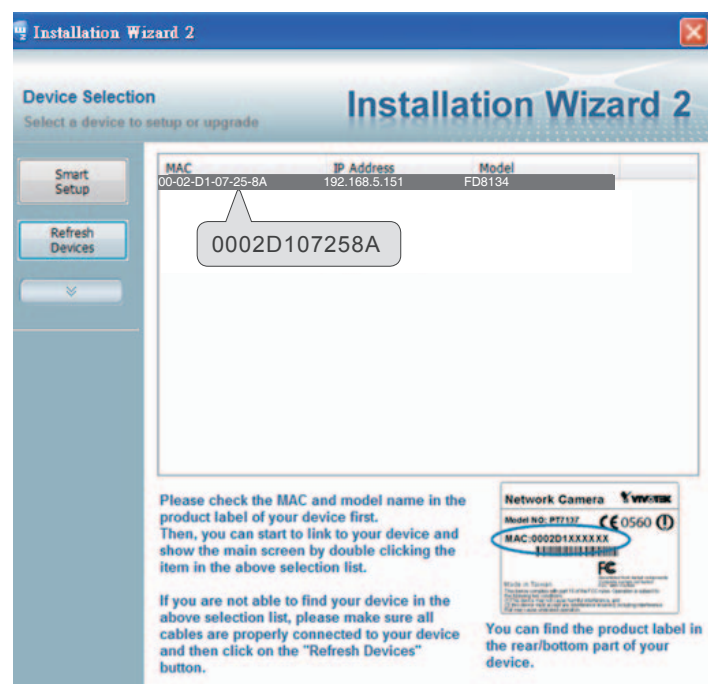 Installation Wizard 2
Device Selection
Select a device to setup or upgrade
Installation Wizard 2
Smart
Setup
Refresh
Devices
MAC IP Address Model
00-02-D1-07-25-8A 192.168.5.151 FD8134
0002D107258A
Please check the MAC and model name in the
product label of your device first.
Then, you can start to link to your device and
show the main screen by double clicking the
item in the above selection list.
If you are not able to find your device in the
above selection list, please make sure all
cables are properly connected to your device
and then click on the "Refresh Devices"
button.
Network Camera VIVOTEK
Model NO: PT7137 CE 0560
MAC:0002D1XXXXXX
FC
Made in Taiwan
You can find the product label in
the rear/bottom part of your
device.